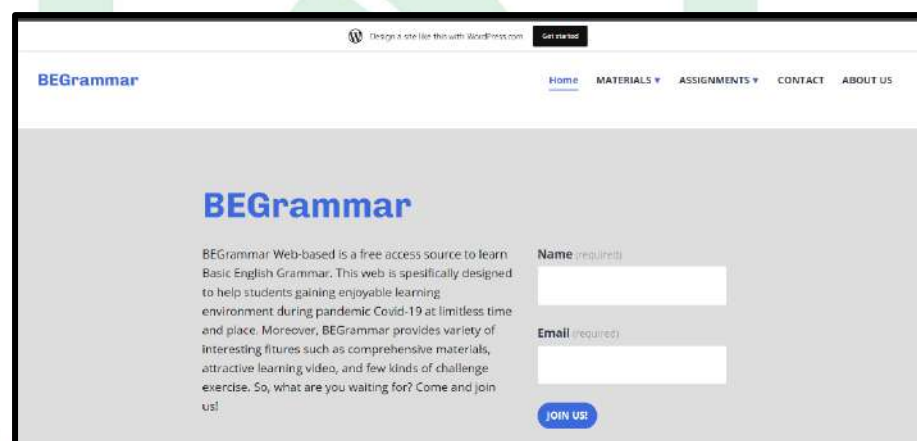 Design a site like this with WordPress.com
Get started
BEGrammar
Home MATERIALS ▾ ASSIGNMENTS ▾ CONTACT ABOUT US
BEGrammar
BEGrammar Web-based is a free access source to learn
Basic English Grammar. This web is spesifically designed
to help students gaining enjoyable learning
environment during pandemic Covid-19 at limitless time
and place. Moreover, BEGrammar provides variety of
interesting fitures such as comprehensive materials,
attractive learning video, and few kinds of challenge
exercise. So, what are you waiting for? Come and join
us!
Name (required)
Email (required)
JOIN US!